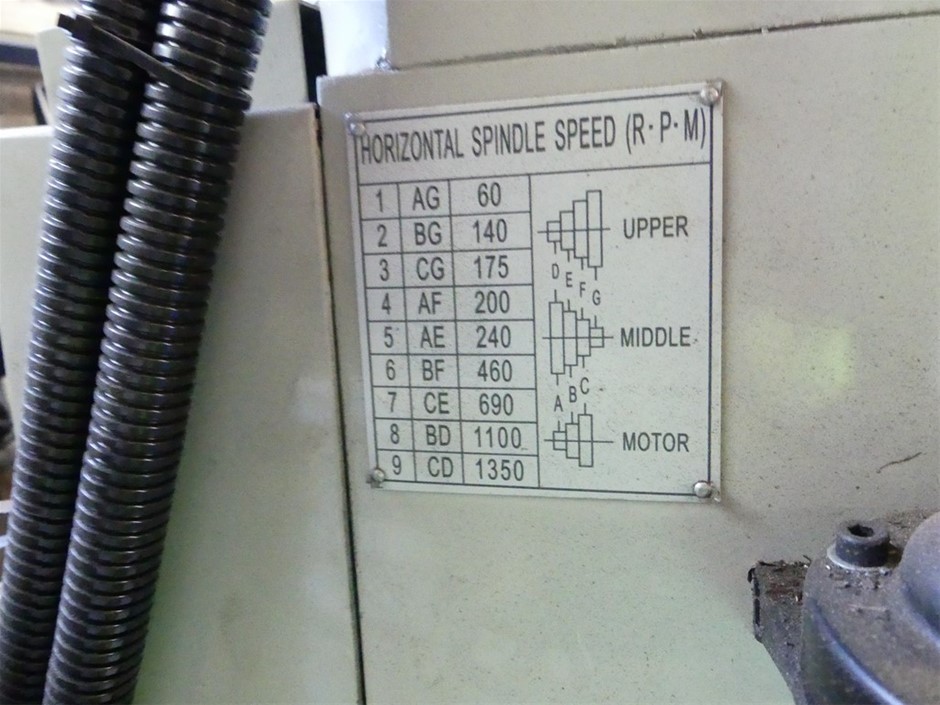 HORIZONTAL SPINDLE SPEED (R·P·M)
1 AG 60
2 BG 140
3 CG 175
4 AF 200
5 AE 240
6 BF 460
7 CE 690
8 BD 1100
9 CD 1350
UPPER
D E F G
MIDDLE
A B C
MOTOR